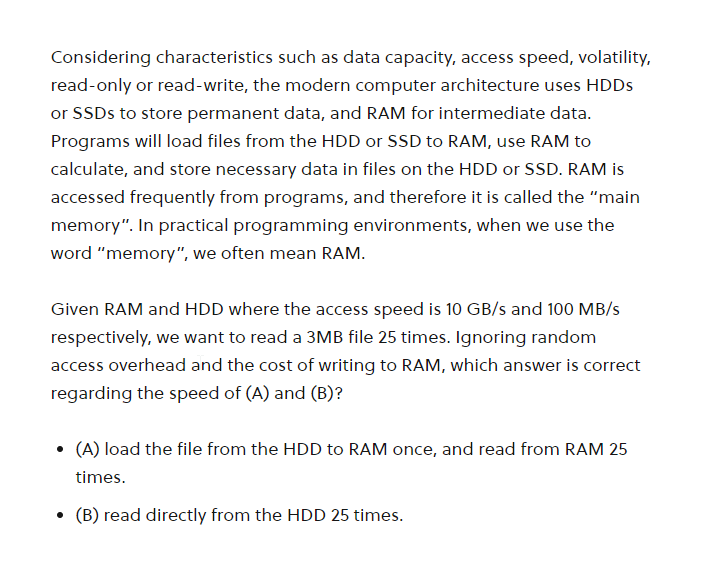 Considering characteristics such as data capacity, access speed, volatility,
read-only or read-write, the modern computer architecture uses HDDs
or SSDs to store permanent data, and RAM for intermediate data.
Programs will load files from the HDD or SSD to RAM, use RAM to
calculate, and store necessary data in files on the HDD or SSD. RAM is
accessed frequently from programs, and therefore it is called the “main
memory”. In practical programming environments, when we use the
word “memory”, we often mean RAM.
Given RAM and HDD where the access speed is 10 GB/s and 100 MB/s
respectively, we want to read a 3MB file 25 times. Ignoring random
access overhead and the cost of writing to RAM, which answer is correct
regarding the speed of (A) and (B)?
• (A) load the file from the HDD to RAM once, and read from RAM 25
times.
• (B) read directly from the HDD 25 times.